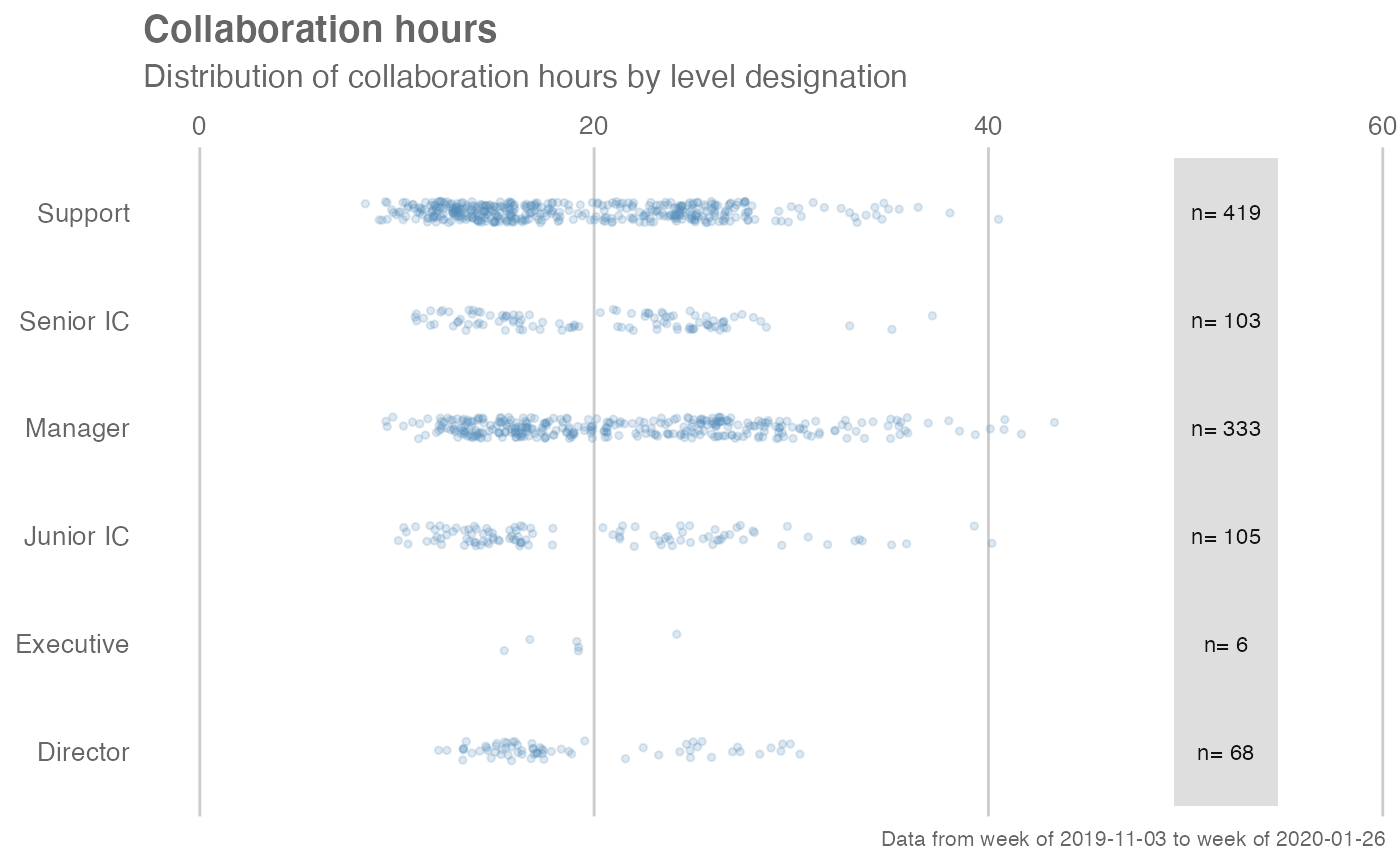 Collaboration hours
Distribution of collaboration hours by level designation
0 20 40 60
Support n= 419
Senior IC n= 103
Manager n= 333
Junior IC n= 105
Executive n= 6
Director n= 68
Data from week of 2019-11-03 to week of 2020-01-26